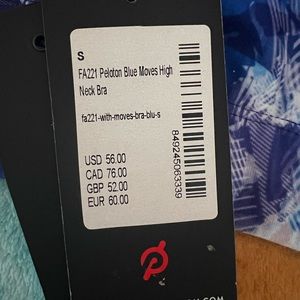 S
FA221 Peloton Blue Moves High
Neck Bra
fa221-with-moves-bra-blu-s
USD 56.00
CAD 76.00
GBP 52.00
EUR 60.00
849245063339